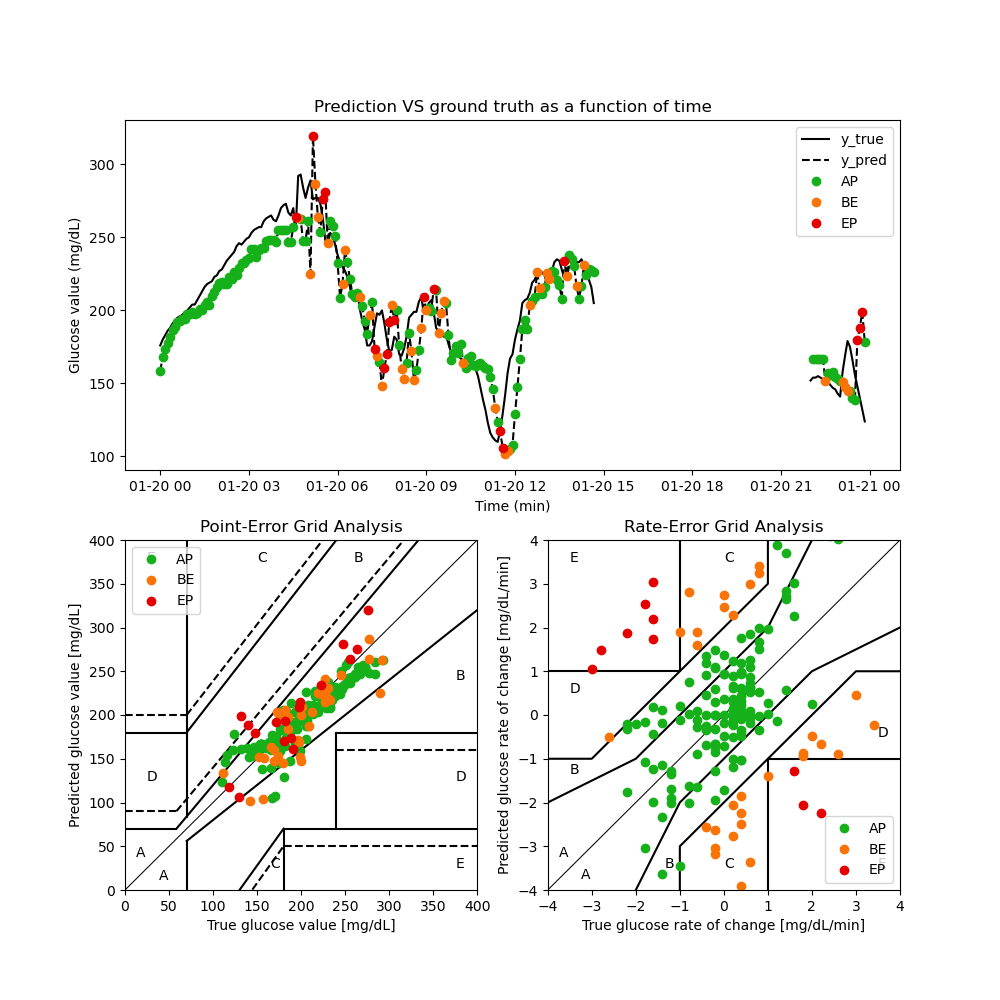 Prediction VS ground truth as a function of time
Glucose value (mg/dL)
300
250
200
150
100
y_true
y_pred
AP
BE
EP
01-20 00 01-20 03 01-20 06 01-20 09 01-20 12 01-20 15 01-20 18 01-20 21 01-21 00
Time (min)
Point-Error Grid Analysis
Predicted glucose value [mg/dL]
400
350
300
250
200
150
100
50
0
AP
BE
EP
C
B
B
D
D
A
A
C
E
0 50 100 150 200 250 300 350 400
True glucose value [mg/dL]
Rate-Error Grid Analysis
Predicted glucose rate of change [mg/dL/min]
4
3
2
1
0
−1
−2
−3
−4
E
C
D
B
D
A
A
B
C
AP
BE
EP
−4 −3 −2 −1 0 1 2 3 4
True glucose rate of change [mg/dL/min]